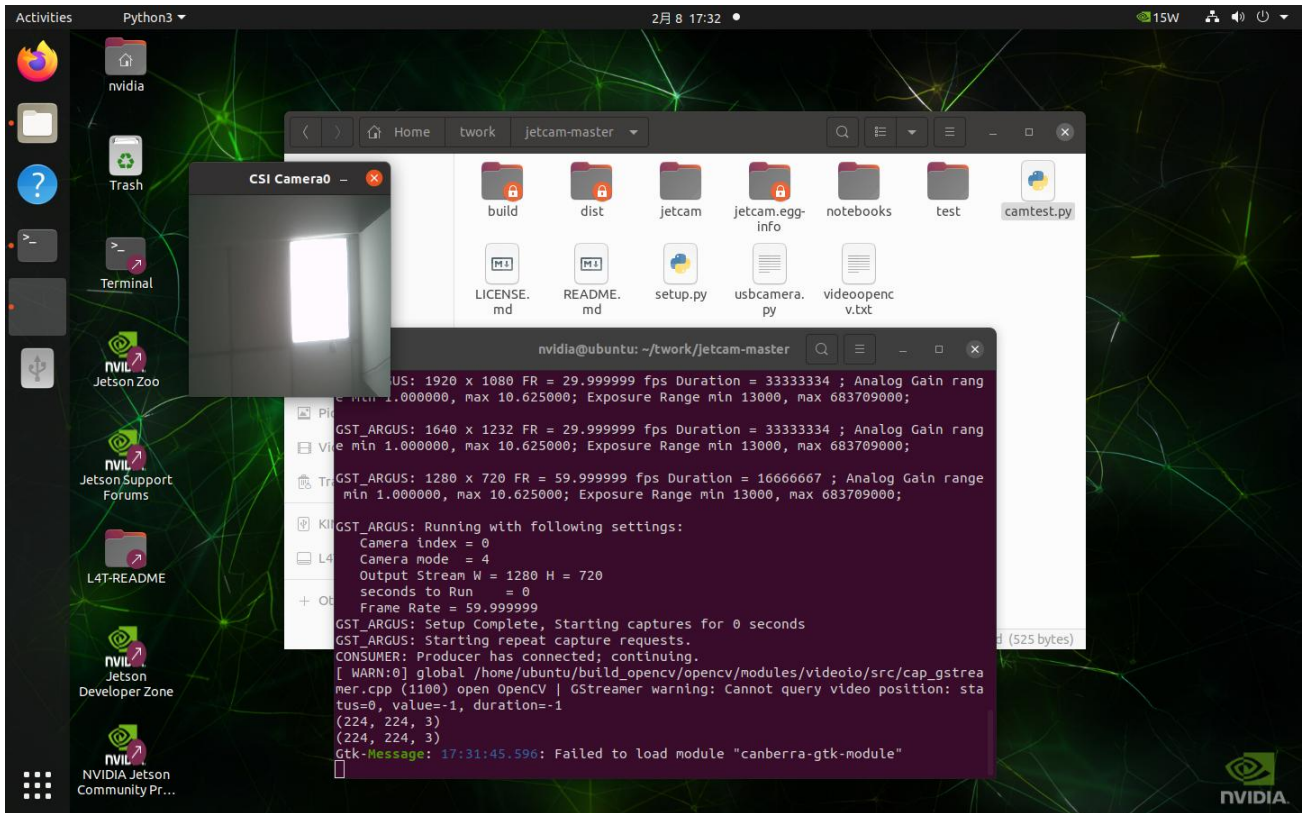 Activities
Python3
2月 8 17:32
15W
nvidia
Trash
Terminal
NVIDIA
Jetson Zoo
Jetson Support
Forums
L4T-README
Jetson
Developer Zone
NVIDIA Jetson
Community Pr…
Home
twork
jetcam-master
build
dist
jetcam
jetcam.egg-
info
notebooks
test
camtest.py
LICENSE.
md
README.
md
setup.py
usbcamera.
py
videoopenc
v.txt
(525 bytes)
CSI Camera0
nvidia@ubuntu: ~/twork/jetcam-master
US: 1920 x 1080 FR = 29.999999 fps Duration = 33333334 ; Analog Gain rang
e min 1.000000, max 10.625000; Exposure Range min 13000, max 683709000;
GST_ARGUS: 1640 x 1232 FR = 29.999999 fps Duration = 33333334 ; Analog Gain rang
e min 1.000000, max 10.625000; Exposure Range min 13000, max 683709000;
GST_ARGUS: 1280 x 720 FR = 59.999999 fps Duration = 16666667 ; Analog Gain range
min 1.000000, max 10.625000; Exposure Range min 13000, max 683709000;
GST_ARGUS: Running with following settings:
Camera index = 0
Camera mode = 4
Output Stream W = 1280 H = 720
seconds to Run = 0
Frame Rate = 59.999999
GST_ARGUS: Setup Complete, Starting captures for 0 seconds
GST_ARGUS: Starting repeat capture requests.
CONSUMER: Producer has connected; continuing.
[ WARN:0] global /home/ubuntu/build_opencv/opencv/modules/videoio/src/cap_gstrea
mer.cpp (1100) open OpenCV | GStreamer warning: Cannot query video position: sta
tus=0, value=-1, duration=-1
(224, 224, 3)
(224, 224, 3)
Gtk-Message: 17:31:45.596: Failed to load module "canberra-gtk-module"
NVIDIA.